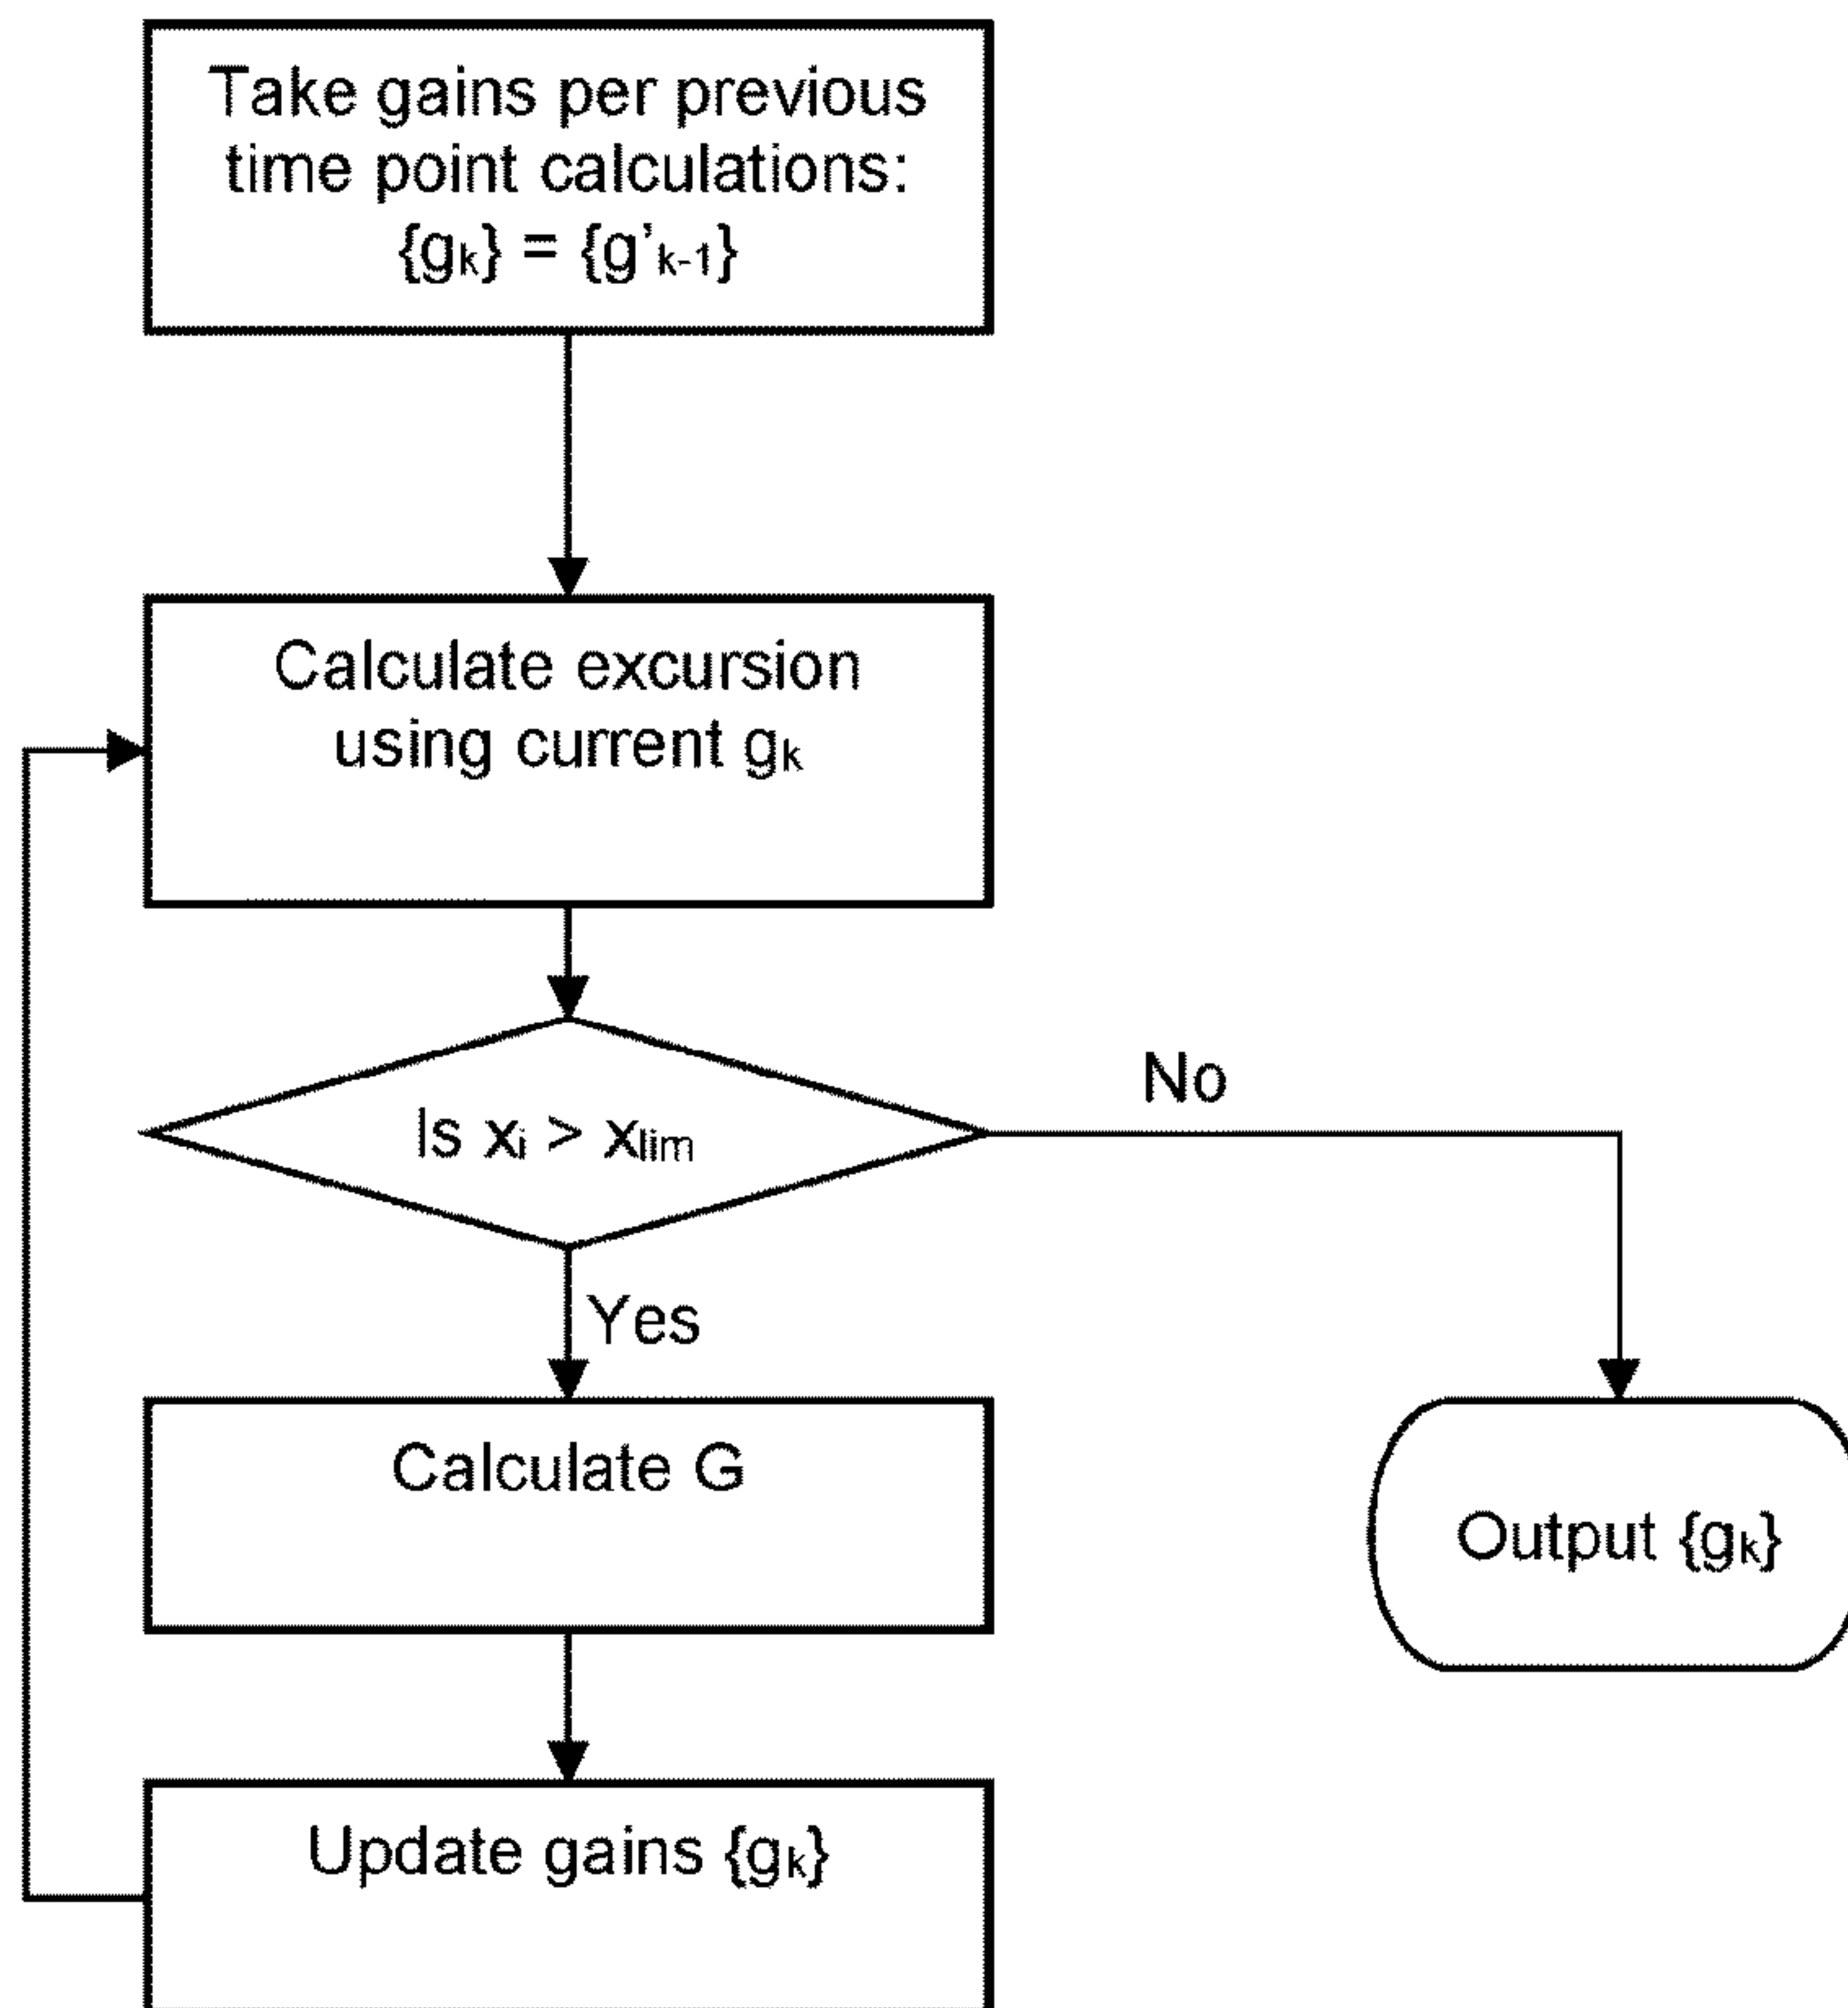 Take gains per previous
time point calculations:
{gk} = {g’k-1}
Calculate excursion
using current gk
Is xi > xlim
No
Yes
Calculate G
Output {gk}
Update gains {gk}